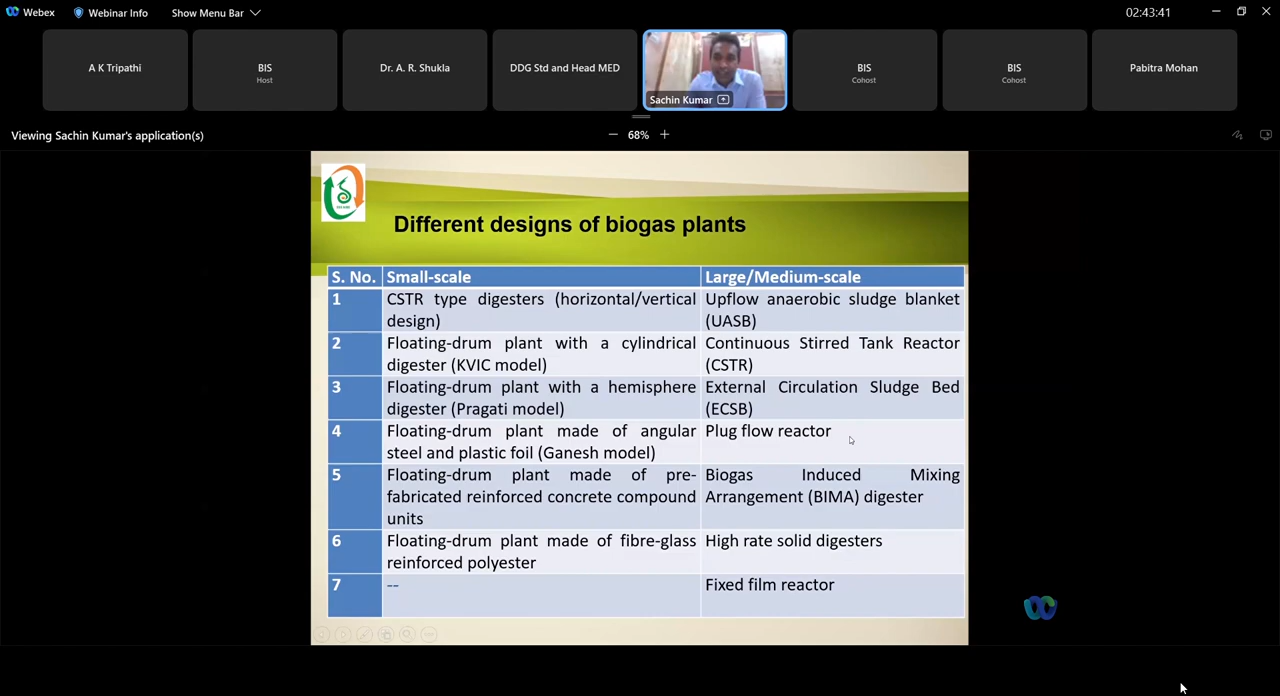 Webex
Webinar Info
Show Menu Bar
02:43:41
A K Tripathi
BIS
Host
Dr. A. R. Shukla
DDG Std and Head MED
Sachin Kumar
BIS
Cohost
BIS
Cohost
Pabitra Mohan
Viewing Sachin Kumar's application(s)
68%
Different designs of biogas plants
S. No. Small-scale Large/Medium-scale
1 CSTR type digesters (horizontal/vertical design) Upflow anaerobic sludge blanket (UASB)
2 Floating-drum plant with a cylindrical digester (KVIC model) Continuous Stirred Tank Reactor (CSTR)
3 Floating-drum plant with a hemisphere digester (Pragati model) External Circulation Sludge Bed (ECSB)
4 Floating-drum plant made of angular steel and plastic foil (Ganesh model) Plug flow reactor
5 Floating-drum plant made of pre-fabricated reinforced concrete compound units Biogas Induced Mixing Arrangement (BIMA) digester
6 Floating-drum plant made of fibre-glass reinforced polyester High rate solid digesters
7 -- Fixed film reactor